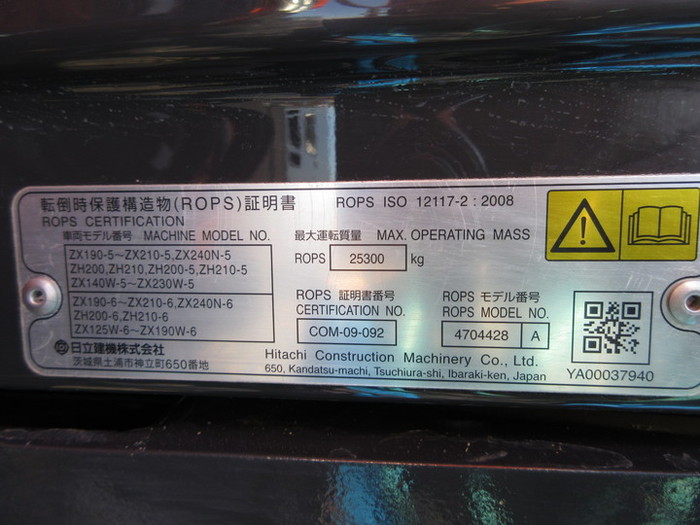 転倒時保護構造物(ROPS)証明書
ROPS ISO 12117-2 : 2008
ROPS CERTIFICATION
車両モデル番号 MACHINE MODEL NO.
ZX190-5~ZX210-5,ZX240N-5
ZH200,ZH210,ZH200-5,ZH210-5
ZX140W-5~ZX230W-5
ZX190-6~ZX210-6,ZX240N-6
ZH200-6,ZH210-6
ZX125W-6~ZX190W-6
最大運転質量 MAX. OPERATING MASS
ROPS 25300 kg
ROPS 証明書番号
CERTIFICATION NO.
COM-09-092
ROPS モデル番号
ROPS MODEL NO.
4704428 A
日立建機株式会社
茨城県土浦市神立町650番地
Hitachi Construction Machinery Co., Ltd.
650, Kandatsu-machi, Tsuchiura-shi, Ibaraki-ken, Japan
YA00037940